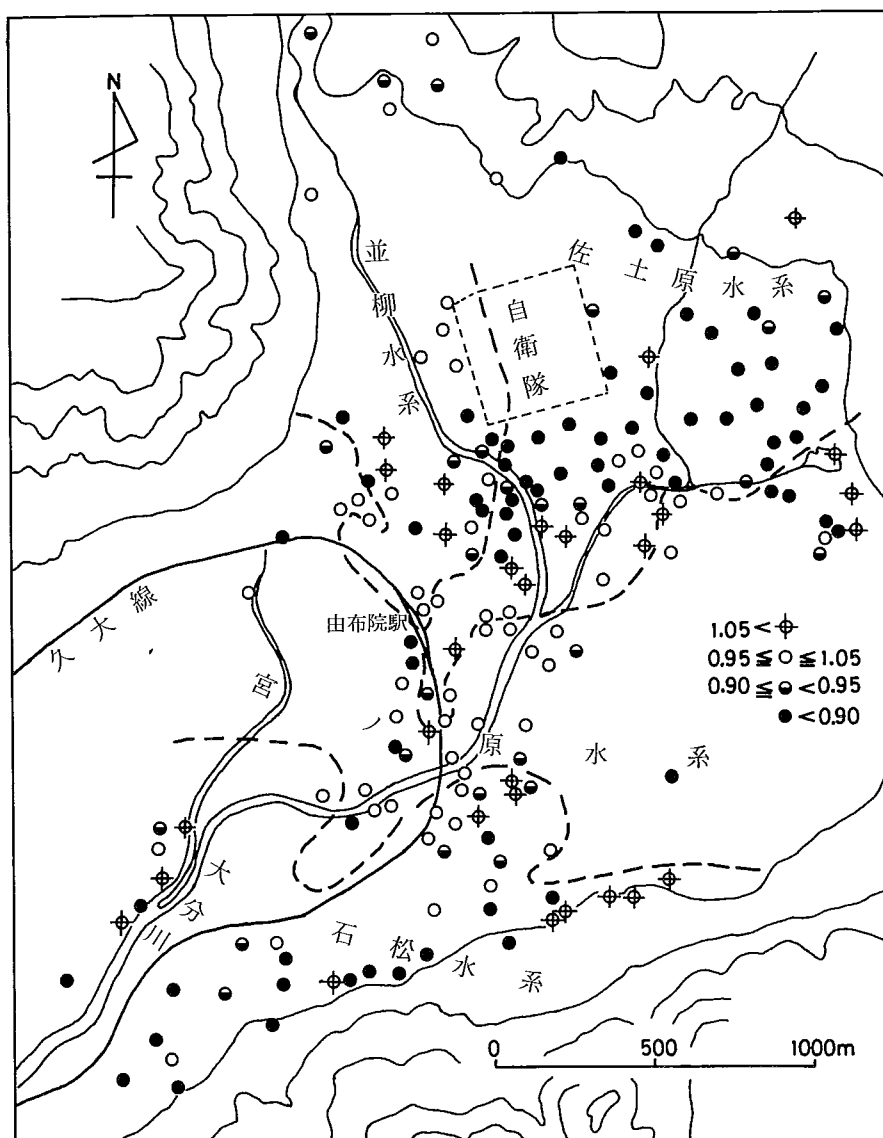 N
並柳水系
佐土原水系
自衛隊
久大線
由布院駅
宮ノ原水系
1.05<
0.95≦ ≦1.05
0.90≦ <0.95
<0.90
大分川
石松水系
0 500 1000m